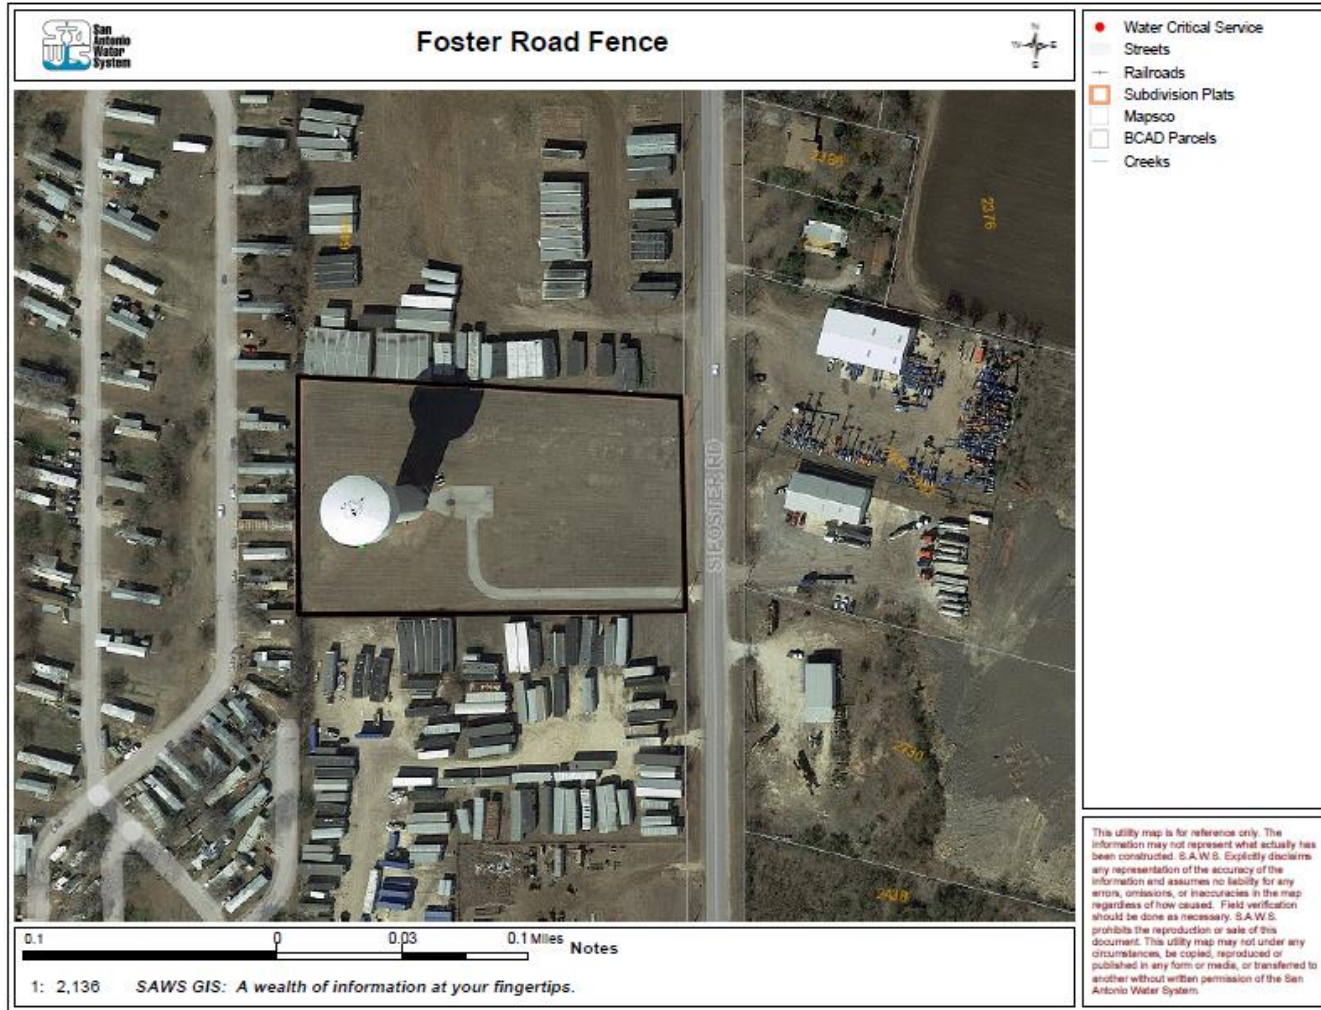 San
Antonio
Water
System
Foster Road Fence
N
W
E
S
Water Critical Service
Streets
Railroads
Subdivision Plats
Mapsco
BCAD Parcels
Creeks
2376
SE FOSTER RD
2430
2438
This utility map is for reference only. The
information may not represent what actually has
been constructed. S.A.W.S. Explicitly disclaims
any representation of the accuracy of the
information and assumes no liability for any
errors, omissions, or inaccuracies in the map
regardless of how caused. Field verification
should be done as necessary. S.A.W.S.
prohibits the reproduction or sale of this
document. This utility map may not under any
circumstances, be copied, reproduced or
published in any form or media, or transferred to
another without written permission of the San
Antonio Water System.
0.1 0 0.03 0.1 Miles
Notes
1: 2,136 SAWS GIS: A wealth of information at your fingertips.